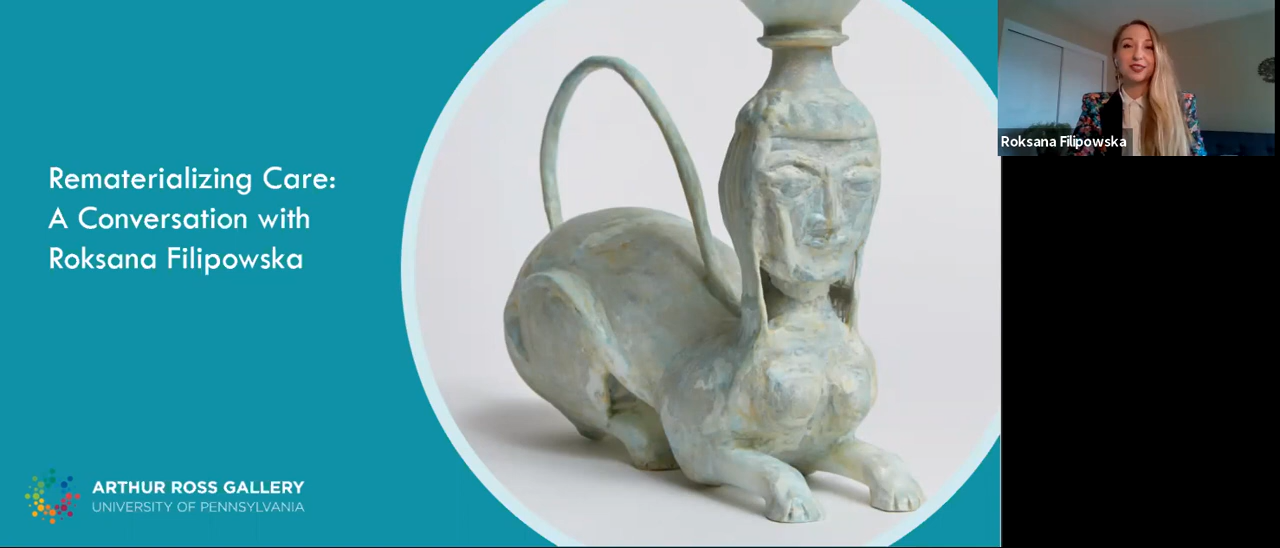 Rematerializing Care:
A Conversation with
Roksana Filipowska
ARTHUR ROSS GALLERY
UNIVERSITY OF PENNSYLVANIA
Roksana Filipowska